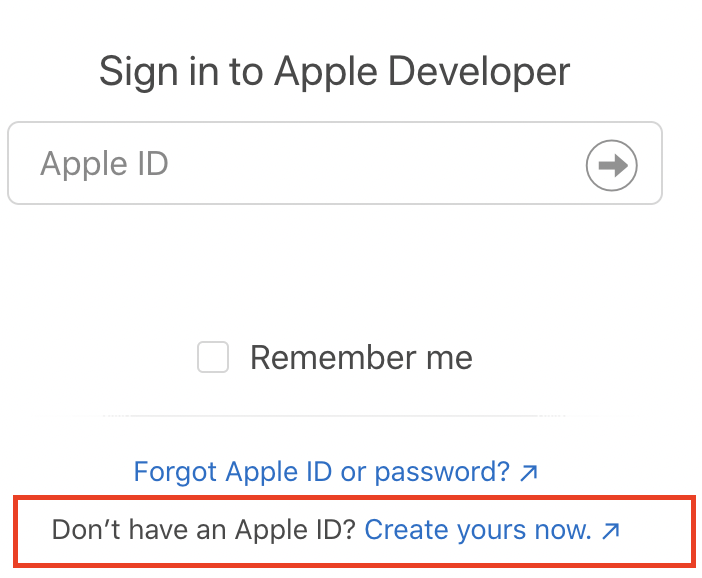 Sign in to Apple Developer
Apple ID
Remember me
Forgot Apple ID or password? ↗
Don’t have an Apple ID? Create yours now. ↗